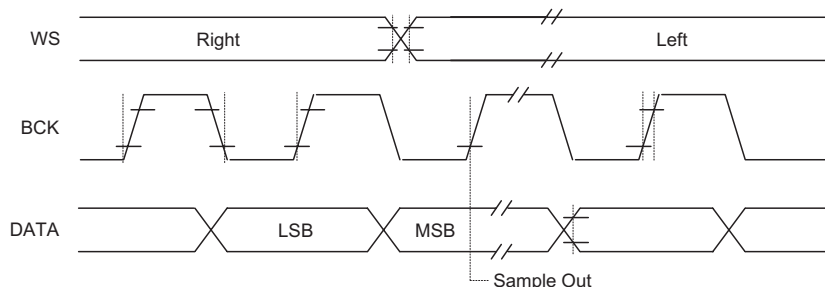 WS
Right
Left
BCK
DATA
LSB
MSB
Sample Out